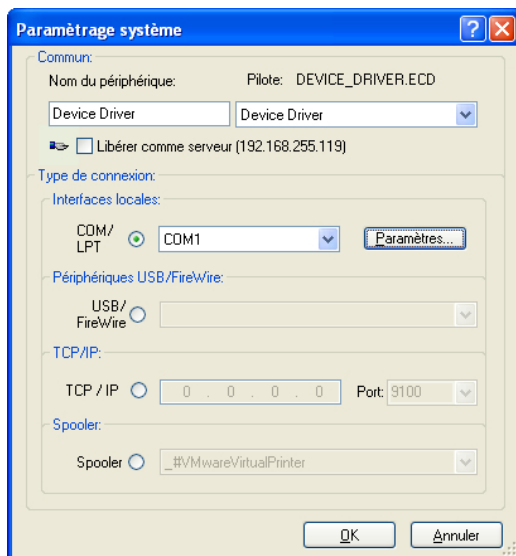 Paramètrage système
Commun:
Nom du périphérique: Pilote: DEVICE_DRIVER.ECD
Device Driver Device Driver
Libérer comme serveur (192.168.255.119)
Type de connexion:
Interfaces locales:
COM/
LPT COM1 Paramètres...
Périphériques USB/FireWire:
USB/
FireWire
TCP/IP:
TCP / IP 0 . 0 . 0 . 0 Port: 9100
Spooler:
Spooler _#VMwareVirtualPrinter
OK Annuler